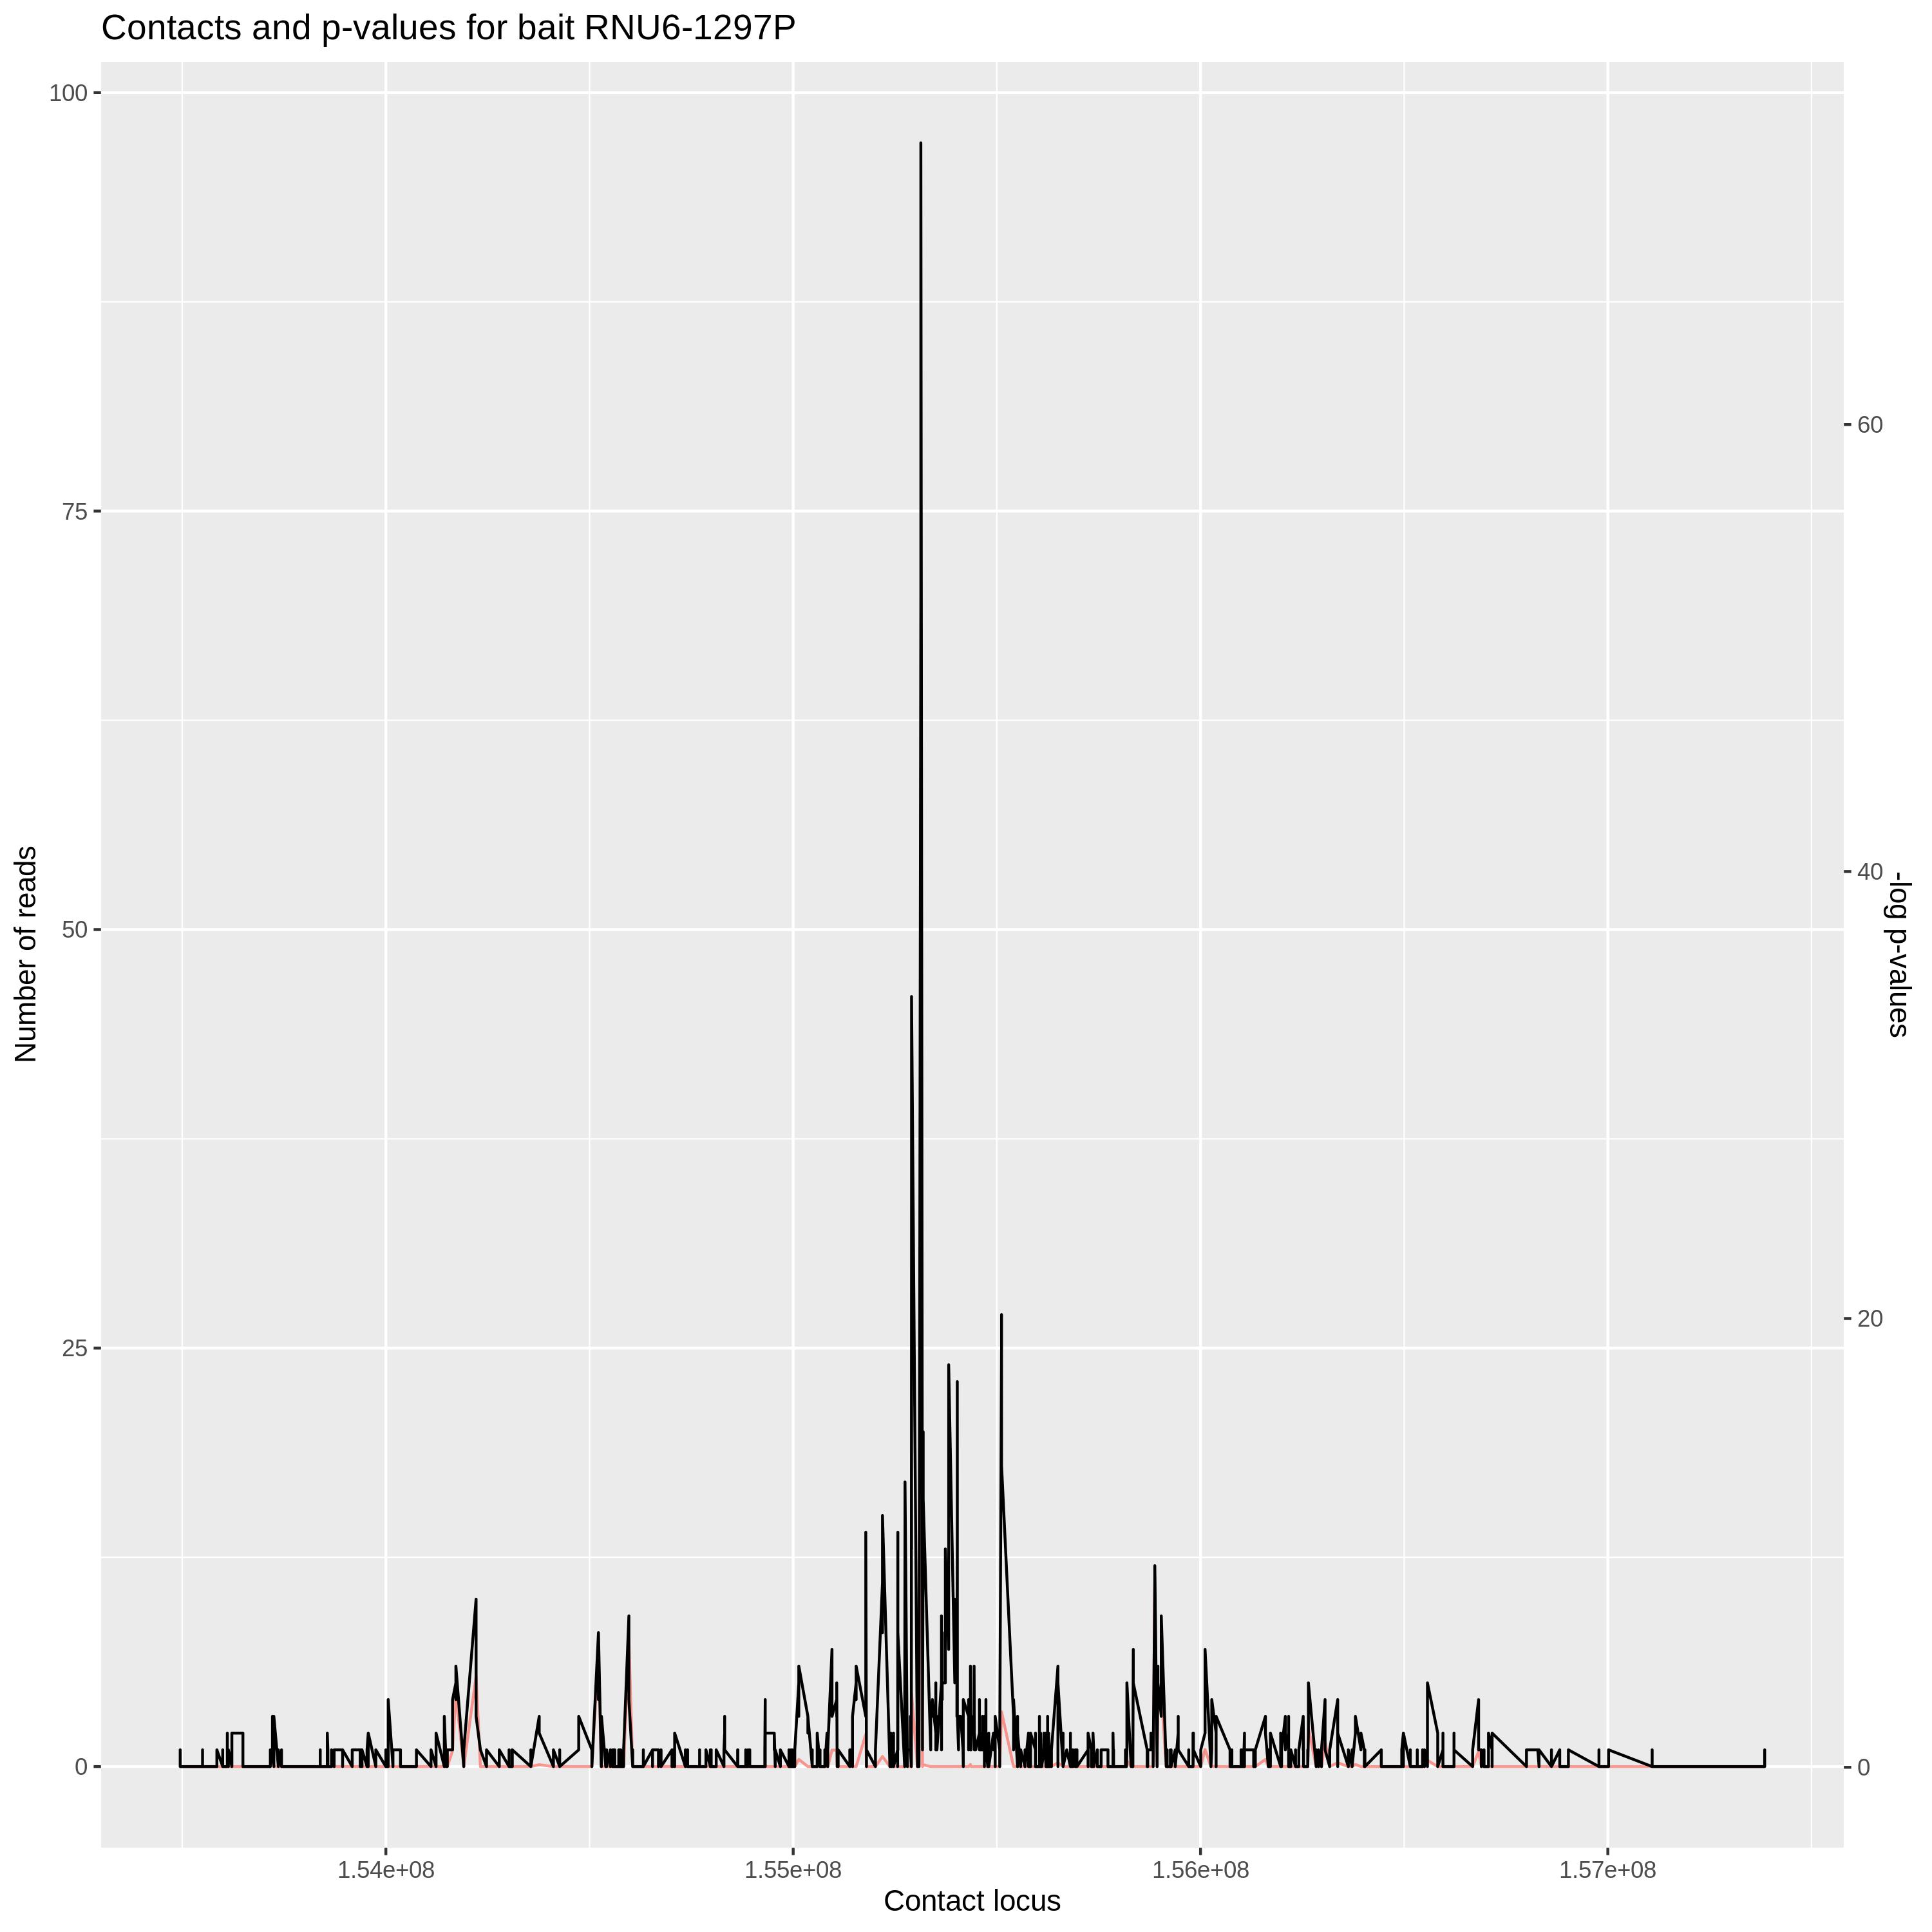 Contacts and p-values for bait RNU6-1297P
100
75
50
25
0
Number of reads
60
40
20
0
-log p-values
1.54e+08
1.55e+08
1.56e+08
1.57e+08
Contact locus